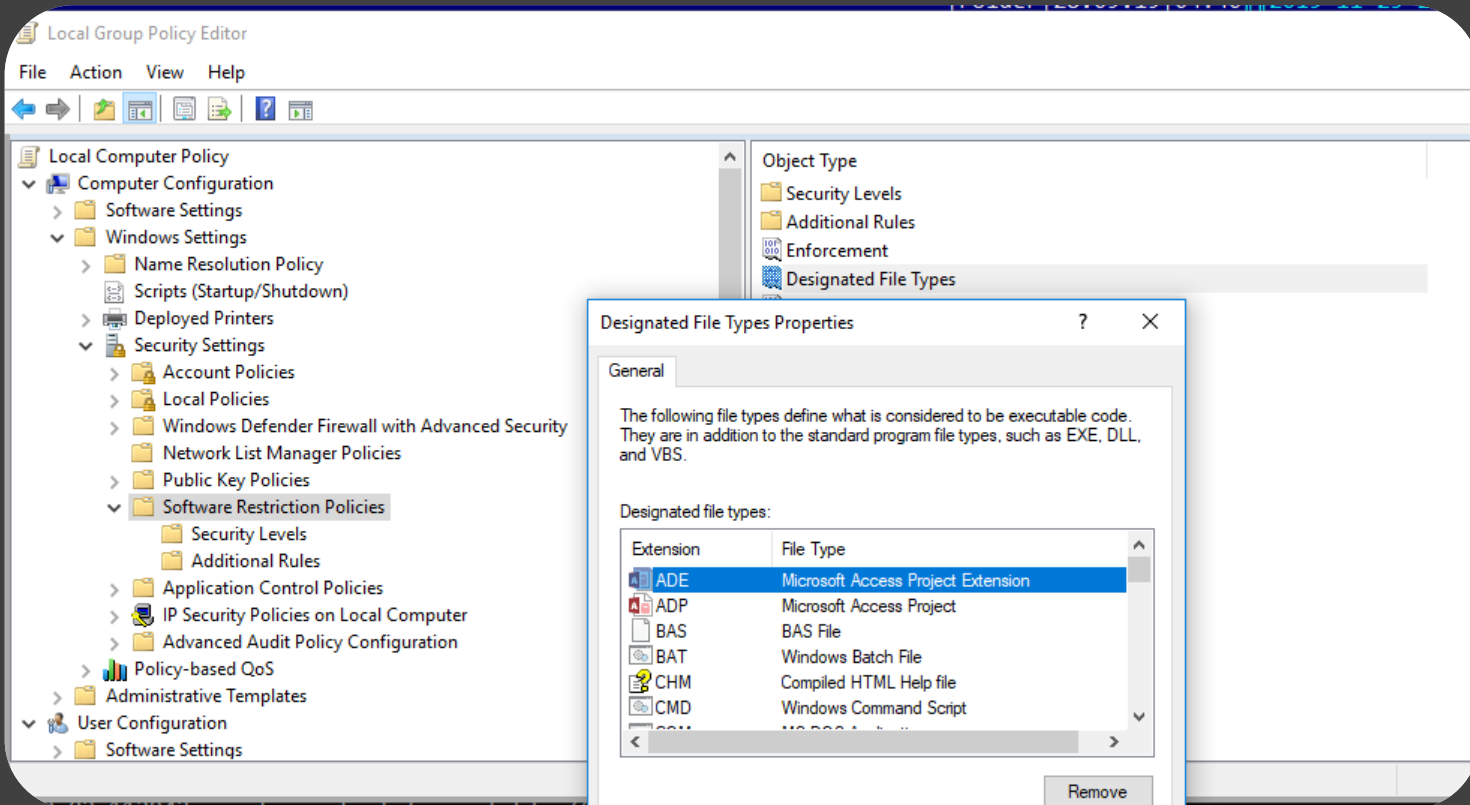 Local Group Policy Editor
File Action View Help
Local Computer Policy
Computer Configuration
Software Settings
Windows Settings
Name Resolution Policy
Scripts (Startup/Shutdown)
Deployed Printers
Security Settings
Account Policies
Local Policies
Windows Defender Firewall with Advanced Security
Network List Manager Policies
Public Key Policies
Software Restriction Policies
Security Levels
Additional Rules
Application Control Policies
IP Security Policies on Local Computer
Advanced Audit Policy Configuration
Policy-based QoS
Administrative Templates
User Configuration
Software Settings
Object Type
Security Levels
Additional Rules
Enforcement
Designated File Types
Designated File Types Properties
General
The following file types define what is considered to be executable code.
They are in addition to the standard program file types, such as EXE, DLL,
and VBS.
Designated file types:
Extension File Type
ADE Microsoft Access Project Extension
ADP Microsoft Access Project
BAS BAS File
BAT Windows Batch File
CHM Compiled HTML Help file
CMD Windows Command Script
Remove